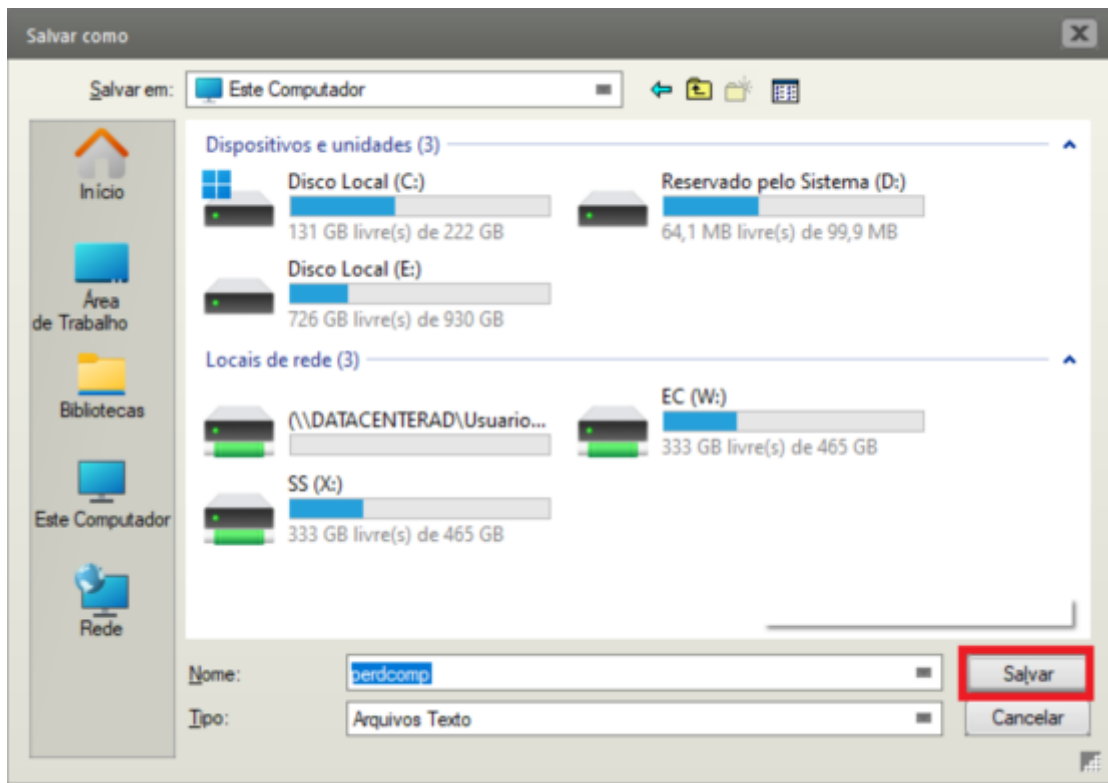 Salvar como
Salvar em:
Este Computador
Início
Área
de Trabalho
Bibliotecas
Este Computador
Rede
Dispositivos e unidades (3)
Disco Local (C:)
131 GB livre(s) de 222 GB
Reservado pelo Sistema (D:)
64,1 MB livre(s) de 99,9 MB
Disco Local (E:)
726 GB livre(s) de 930 GB
Locais de rede (3)
(\\DATACENTERAD\Usuario...
EC (W:)
333 GB livre(s) de 465 GB
SS (X:)
333 GB livre(s) de 465 GB
Nome:
perdcomp
Salvar
Tipo:
Arquivos Texto
Cancelar